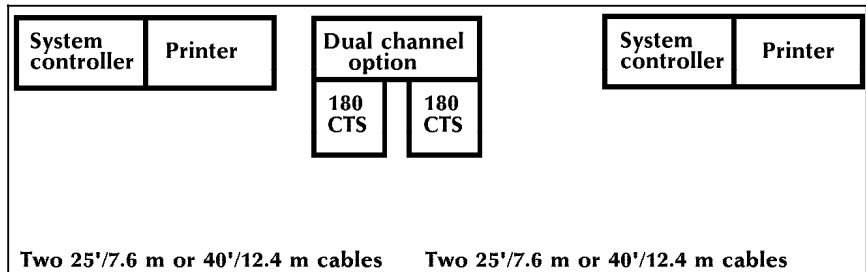 System
controller
Printer
Dual channel
option
180
CTS
180
CTS
System
controller
Printer
Two 25'/7.6 m or 40'/12.4 m cables
Two 25'/7.6 m or 40'/12.4 m cables